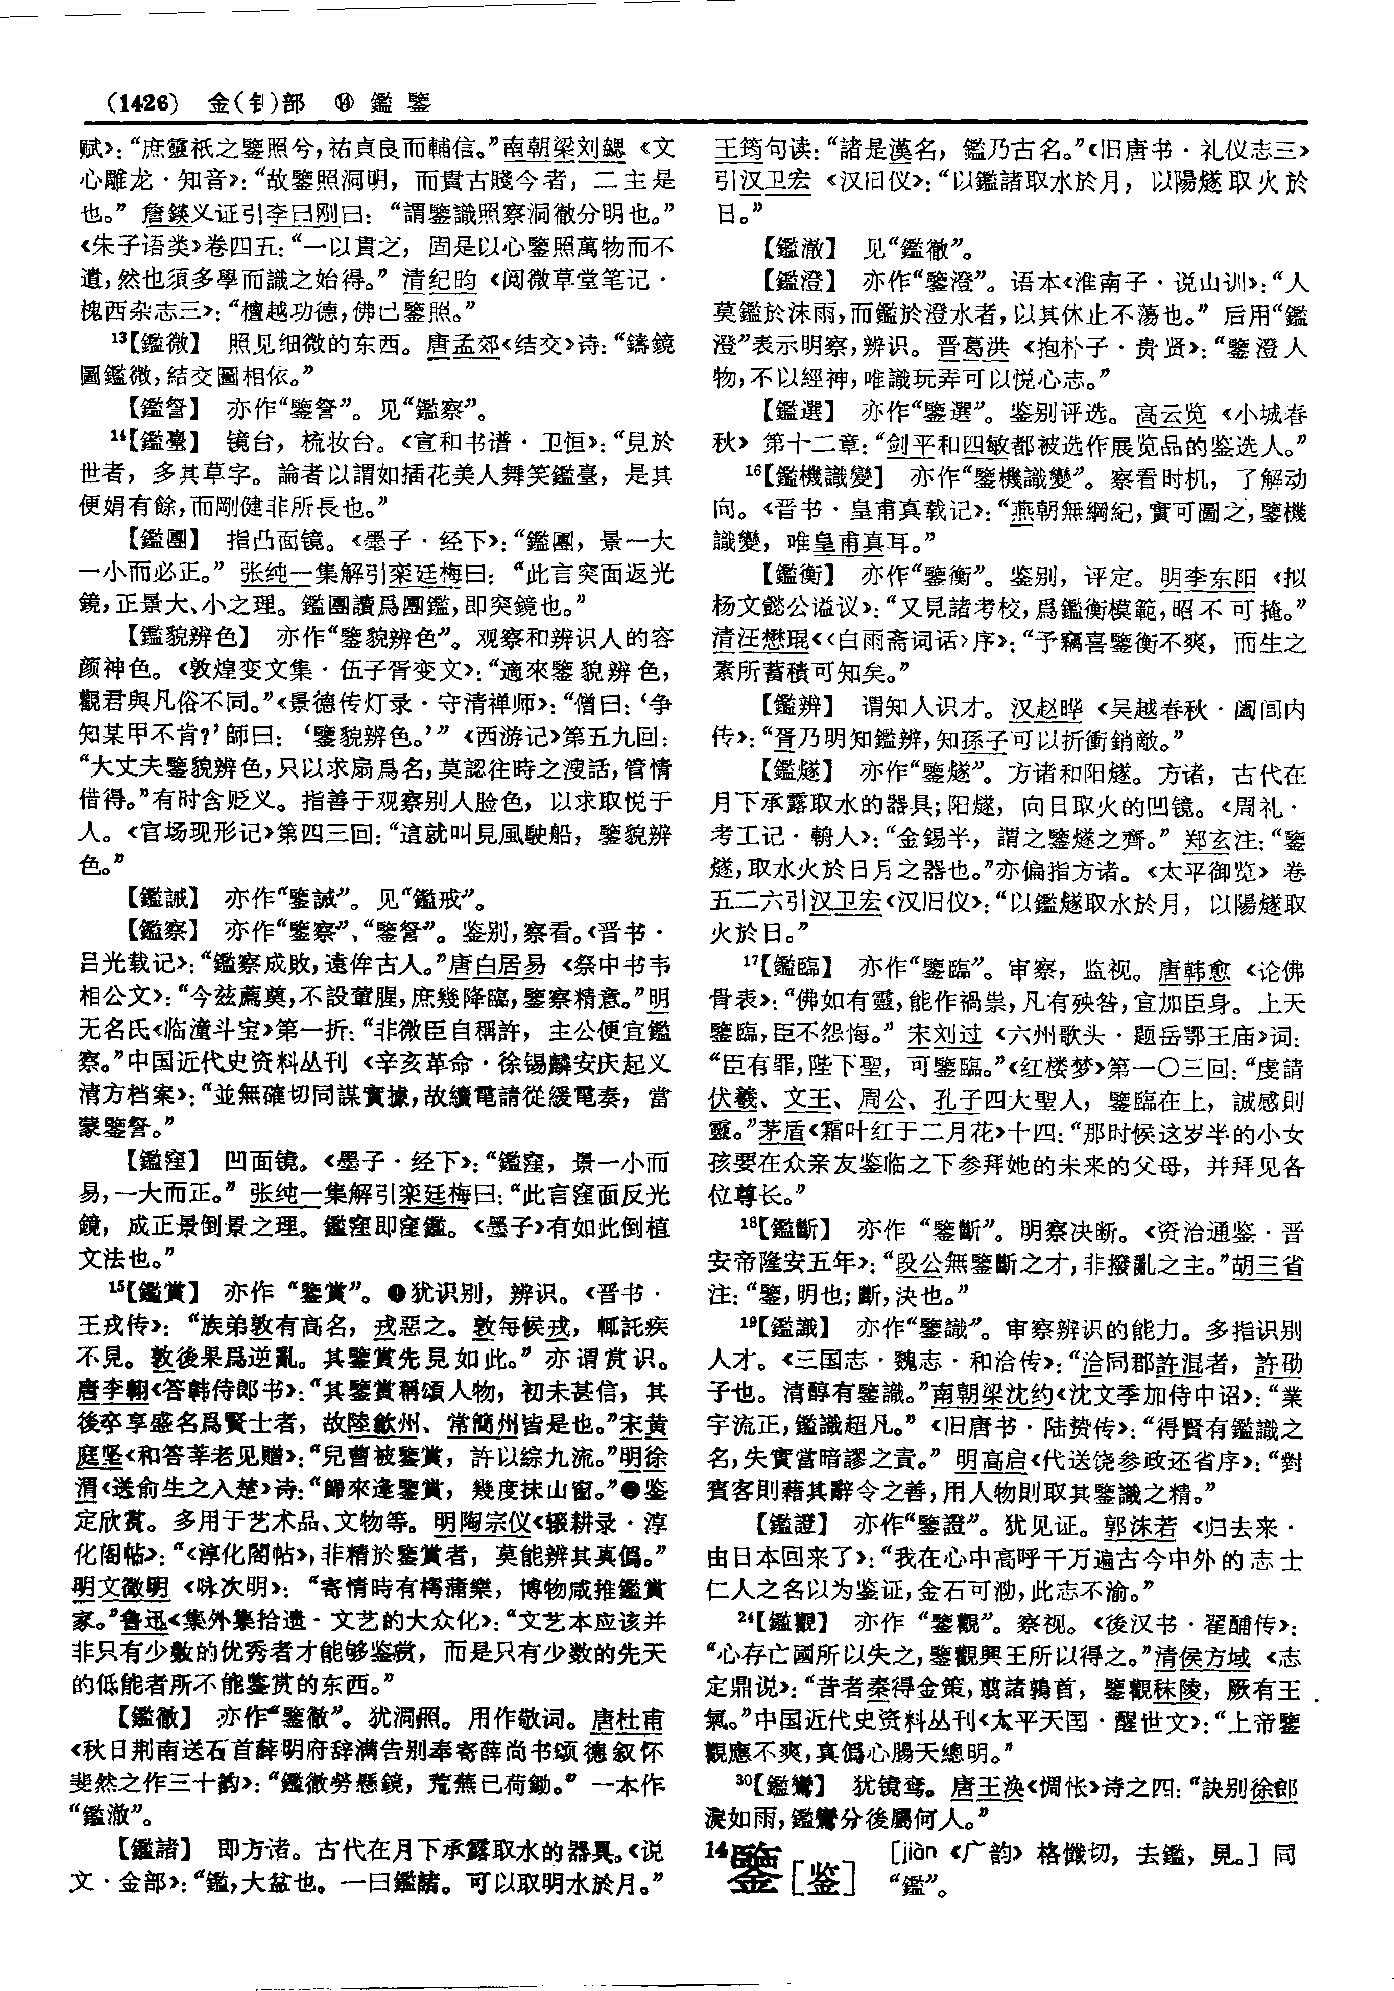 (1426) 金(钅)部 ⑭ 鑑 鑒
赋》：“庶靈祇之鑒照兮，祐貞良而輔信。”南朝梁刘勰《文
心雕龙·知音》：“故鑒照洞明，而貴古賤今者，二主是
也。”詹鍈义证引李曰刚曰：“謂鑒識照察洞徹分明也。”
《朱子语类》卷四五：“一以貫之，固是以心鑒照萬物而不
遺，然也須多學而識之始得。”清纪昀《阅微草堂笔记·
槐西杂志三》：“檀越功德，佛已鑒照。”
¹³【鑑微】 照见细微的东西。唐孟郊《结交》诗：“鑄鏡
圖鑑微，結交圖相依。”
【鑑詧】 亦作“鑒詧”。见“鑑察”。
¹⁴【鑑臺】 镜台，梳妆台。《宣和书谱·卫恒》：“見於
世者，多其草字。論者以謂如插花美人舞笑鑑臺，是其
便娟有餘，而剛健非所長也。”
【鑑團】 指凸面镜。《墨子·经下》：“鑑團，景一大
一小而必正。”张纯一集解引栾廷梅曰：“此言突面返光
鏡，正景大、小之理。鑑團讀爲團鑑，即突鏡也。”
【鑑貌辨色】 亦作“鑒貌辨色”。观察和辨识人的容
颜神色。《敦煌变文集·伍子胥变文》：“適來鑒貌辨色，
觀君與凡俗不同。”《景德传灯录·守清禅师》：“僧曰：‘争
知某甲不肯？’師曰：‘鑒貌辨色。’”《西游记》第五九回：
“大丈夫鑒貌辨色，只以求扇爲名，莫認往時之溲話，管情
借得。”有时含贬义。指善于观察别人脸色，以求取悦于
人。《官场现形记》第四三回：“這就叫見風駛船，鑒貌辨
色。”
【鑑誡】 亦作“鑒誡”。见“鑑戒”。
【鑑察】 亦作“鑒察”、“鑒詧”。鉴别，察看。《晋书·
吕光载记》：“鑑察成敗，遠侔古人。”唐白居易《祭中书韦
相公文》：“今兹薦奠，不設葷腥，庶幾降臨，鑒察精意。”明
无名氏《临潼斗宝》第一折：“非微臣自稱許，主公便宜鑑
察。”中国近代史资料丛刊《辛亥革命·徐锡麟安庆起义
清方档案》：“並無確切同謀實據，故續電請從緩電奏，當
蒙鑒詧。”
【鑑窪】 凹面镜。《墨子·经下》：“鑑窪，景一小而
易，一大而正。”张纯一集解引栾廷梅曰：“此言窪面反光
鏡，成正景倒景之理。鑑窪即窪鑑。《墨子》有如此倒植
文法也。”
¹⁵【鑑賞】 亦作“鑒賞”。❶犹识别，辨识。《晋书·
王戎传》：“族弟敦有高名，戎惡之。敦每候戎，輒託疾
不見。敦後果爲逆亂。其鑒賞先見如此。”亦谓赏识。
唐李翱《答韩侍郎书》：“其鑒賞稱頌人物，初未甚信，其
後卒享盛名爲賢士者，故陸歙州、常簡州皆是也。”宋黄
庭坚《和答莘老见赠》：“兒曹被鑒賞，許以綜九流。”明徐
渭《送俞生之入楚》诗：“歸來逢鑒賞，幾度抹山窗。”❷鉴
定欣赏。多用于艺术品、文物等。明陶宗仪《辍耕录·淳
化阁帖》：“《淳化閣帖》，非精於鑒賞者，莫能辨其真僞。”
明文徵明《咏次明》：“寄情時有樗蒲樂，博物咸推鑑賞
家。”鲁迅《集外集拾遗·文艺的大众化》：“文艺本应该并
非只有少数的优秀者才能够鉴赏，而是只有少数的先天
的低能者所不能鉴赏的东西。”
【鑑徹】 亦作“鑒徹”。犹洞照。用作敬词。唐杜甫
《秋日荆南送石首薛明府辞满告别奉寄薛尚书颂德叙怀
斐然之作三十韵》：“鑑徹勞懸鏡，荒蕪已荷鋤。”一本作
“鑑澈”。
【鑑諸】 即方诸。古代在月下承露取水的器具。《说
文·金部》：“鑑，大盆也。一曰鑑諸。可以取明水於月。”
王筠句读：“諸是漢名，鑑乃古名。”《旧唐书·礼仪志三》
引汉卫宏《汉旧仪》：“以鑑諸取水於月，以陽燧取火於
日。”
【鑑澈】 见“鑑徹”。
【鑑澄】 亦作“鑒澄”。语本《淮南子·说山训》：“人
莫鑑於沬雨，而鑑於澄水者，以其休止不蕩也。”后用“鑑
澄”表示明察，辨识。晋葛洪《抱朴子·贵贤》：“鑒澄人
物，不以經神，唯識玩弄可以悦心志。”
【鑑選】 亦作“鑒選”。鉴别评选。高云览《小城春
秋》第十二章：“剑平和四敏都被选作展览品的鉴选人。”
¹⁶【鑑機識變】 亦作“鑒機識變”。察看时机，了解动
向。《晋书·皇甫真载记》：“燕朝無綱紀，實可圖之，鑒機
識變，唯皇甫真耳。”
【鑑衡】 亦作“鑒衡”。鉴别，评定。明李东阳《拟
杨文懿公谥议》：“又見諸考校，爲鑑衡模範，昭不可掩。”
清汪懋琨《〈白雨斋词话〉序》：“予竊喜鑒衡不爽，而生之
素所蓄積可知矣。”
【鑑辨】 谓知人识才。汉赵晔《吴越春秋·阖闾内
传》：“胥乃明知鑑辨，知孫子可以折衝銷敵。”
【鑑燧】 亦作“鑒燧”。方诸和阳燧。方诸，古代在
月下承露取水的器具；阳燧，向日取火的凹镜。《周礼·
考工记·輈人》：“金錫半，謂之鑒燧之齊。”郑玄注：“鑒
燧，取水火於日月之器也。”亦偏指方诸。《太平御览》卷
五二六引汉卫宏《汉旧仪》：“以鑑燧取水於月，以陽燧取
火於日。”
¹⁷【鑑臨】 亦作“鑒臨”。审察，监视。唐韩愈《论佛
骨表》：“佛如有靈，能作禍祟，凡有殃咎，宜加臣身。上天
鑒臨，臣不怨悔。”宋刘过《六州歌头·题岳鄂王庙》词：
“臣有罪，陛下聖，可鑒臨。”《红楼梦》第一〇三回：“虔請
伏羲、文王、周公、孔子四大聖人，鑒臨在上，誠感則
靈。”茅盾《霜叶红于二月花》十四：“那时候这岁半的小女
孩要在众亲友鉴临之下参拜她的未来的父母，并拜见各
位尊长。”
¹⁸【鑑斷】 亦作“鑒斷”。明察决断。《资治通鉴·晋
安帝隆安五年》：“段公無鑒斷之才，非撥亂之主。”胡三省
注：“鑒，明也；斷，决也。”
¹⁹【鑑識】 亦作“鑒識”。审察辨识的能力。多指识别
人才。《三国志·魏志·和洽传》：“洽同郡許混者，許劭
子也。清醇有鑒識。”南朝梁沈约《沈文季加侍中诏》：“業
宇流正，鑑識超凡。”《旧唐书·陆贽传》：“得賢有鑑識之
名，失實當暗謬之責。”明高启《代送饶参政还省序》：“對
賓客則藉其辭令之善，用人物則取其鑒識之精。”
【鑑證】 亦作“鑒證”。犹见证。郭沫若《归去来·
由日本回来了》：“我在心中高呼千万遍古今中外的志士
仁人之名以为鉴证，金石可泐，此志不渝。”
²⁴【鑑觀】 亦作“鑒觀”。察视。《後汉书·翟酺传》：
“心存亡國所以失之，鑒觀興王所以得之。”清侯方域《志
定鼎说》：“昔者秦得金策，翦諸鶉首，鑒觀秣陵，厥有王
氣。”中国近代史资料丛刊《太平天囯·醒世文》：“上帝鑒
觀應不爽，真僞心腸天總明。”
³⁰【鑑鸞】 犹镜鸾。唐王涣《惆怅》诗之四：“訣别徐郎
淚如雨，鑑鸞分後屬何人。”
¹⁴鑒[鉴] [jiàn《广韵》格懺切，去鑑，見。] 同
“鑑”。